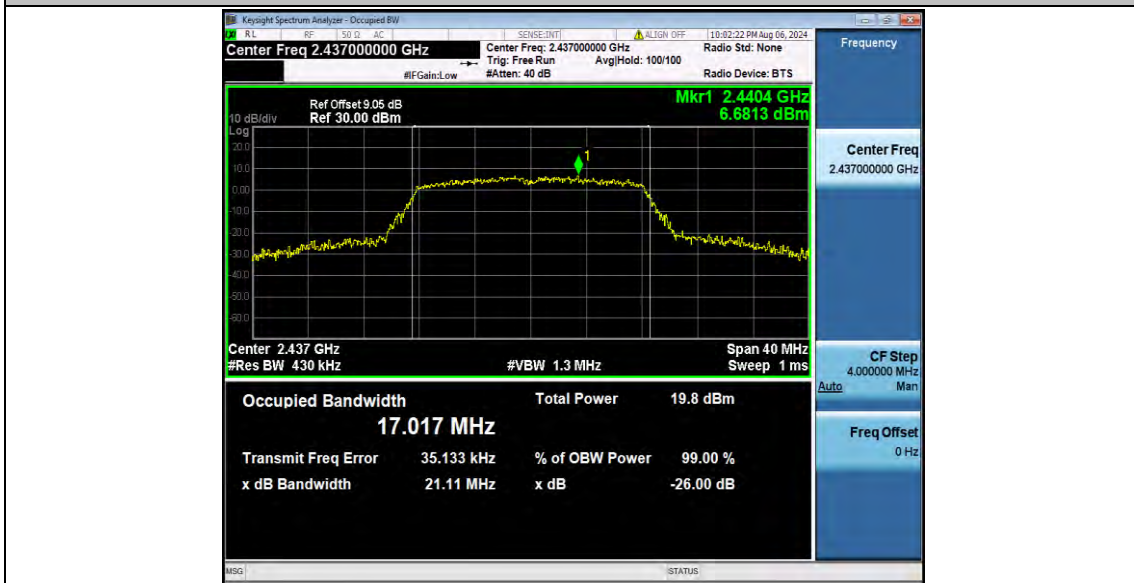 Keysight Spectrum Analyzer - Occupied BW
RL RF 50 Ω AC SENSE:INT ALIGN OFF 10:02:22 PM Aug 06, 2024
Center Freq 2.437000000 GHz
Center Freq: 2.437000000 GHz
Radio Std: None
Trig: Free Run Avg|Hold: 100/100
#IFGain:Low
#Atten: 40 dB
Radio Device: BTS
Frequency
Mkr1 2.4404 GHz
6.6813 dBm
Ref Offset 9.05 dB
10 dB/div Ref 30.00 dBm
Log
20.0
10.0
0.00
-10.0
-20.0
-30.0
-40.0
-50.0
-60.0
1
Center 2.437 GHz
Span 40 MHz
#Res BW 430 kHz
#VBW 1.3 MHz
Sweep 1 ms
Center Freq
2.437000000 GHz
CF Step
4.000000 MHz
Auto Man
Freq Offset
0 Hz
Occupied Bandwidth
17.017 MHz
Total Power 19.8 dBm
Transmit Freq Error 35.133 kHz
% of OBW Power 99.00 %
x dB Bandwidth 21.11 MHz
x dB -26.00 dB
MSG
STATUS